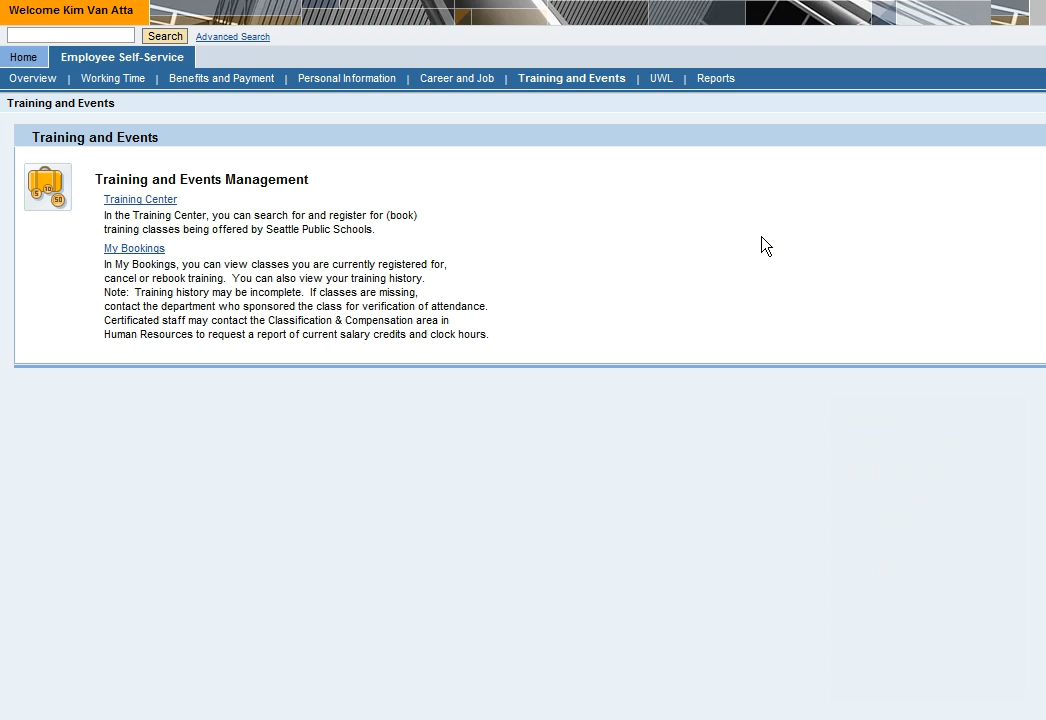 Welcome Kim Van Atta
Search Advanced Search
Home Employee Self-Service
Overview | Working Time | Benefits and Payment | Personal Information | Career and Job | Training and Events | UWL | Reports
Training and Events
Training and Events
Training and Events Management
Training Center
In the Training Center, you can search for and register for (book)
training classes being offered by Seattle Public Schools.
My Bookings
In My Bookings, you can view classes you are currently registered for,
cancel or rebook training. You can also view your training history.
Note: Training history may be incomplete. If classes are missing,
contact the department who sponsored the class for verification of attendance.
Certificated staff may contact the Classification & Compensation area in
Human Resources to request a report of current salary credits and clock hours.
5 10 50